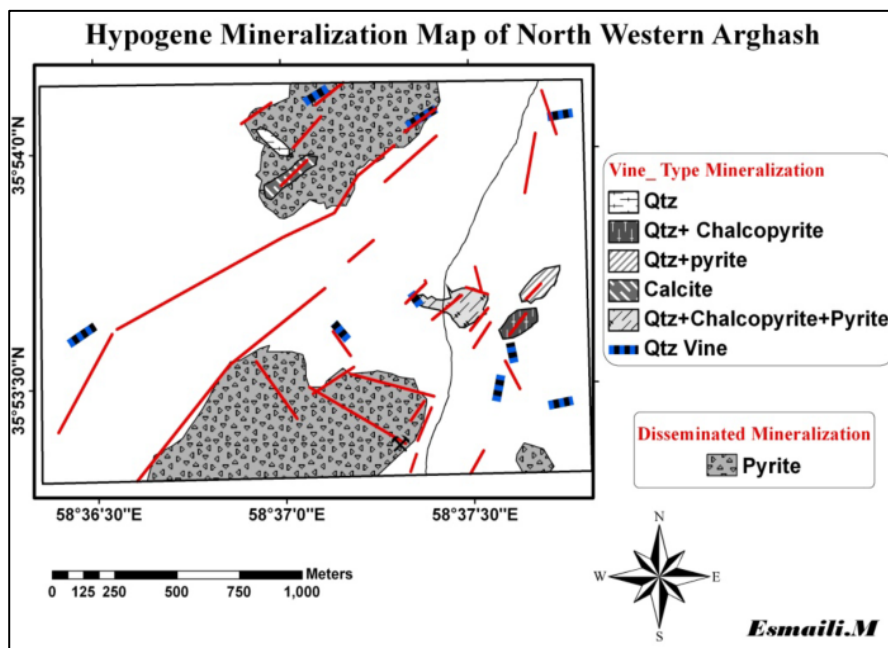 Hypogene Mineralization Map of North Western Arghash
35°54'0"N
35°53'30"N
58°36'30"E
58°37'0"E
58°37'30"E
Vine_ Type Mineralization
Qtz
Qtz+ Chalcopyrite
Qtz+pyrite
Calcite
Qtz+Chalcopyrite+Pyrite
Qtz Vine
Disseminated Mineralization
Pyrite
Meters
0 125 250 500 750 1,000
N
W E
S
Esmaili.M